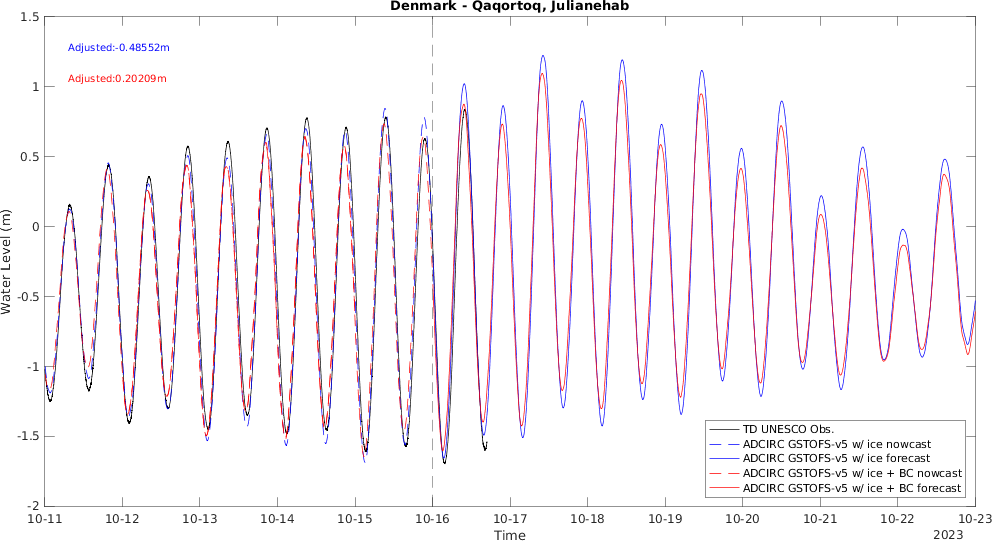 Denmark - Qaqortoq, Julianehab
Adjusted:-0.48552m
Adjusted:0.20209m
1.5
1
0.5
0
-0.5
-1
-1.5
-2
Water Level (m)
10-11 10-12 10-13 10-14 10-15 10-16 10-17 10-18 10-19 10-20 10-21 10-22 10-23
Time
2023
TD UNESCO Obs.
ADCIRC GSTOFS-v5 w/ ice nowcast
ADCIRC GSTOFS-v5 w/ ice forecast
ADCIRC GSTOFS-v5 w/ ice + BC nowcast
ADCIRC GSTOFS-v5 w/ ice + BC forecast